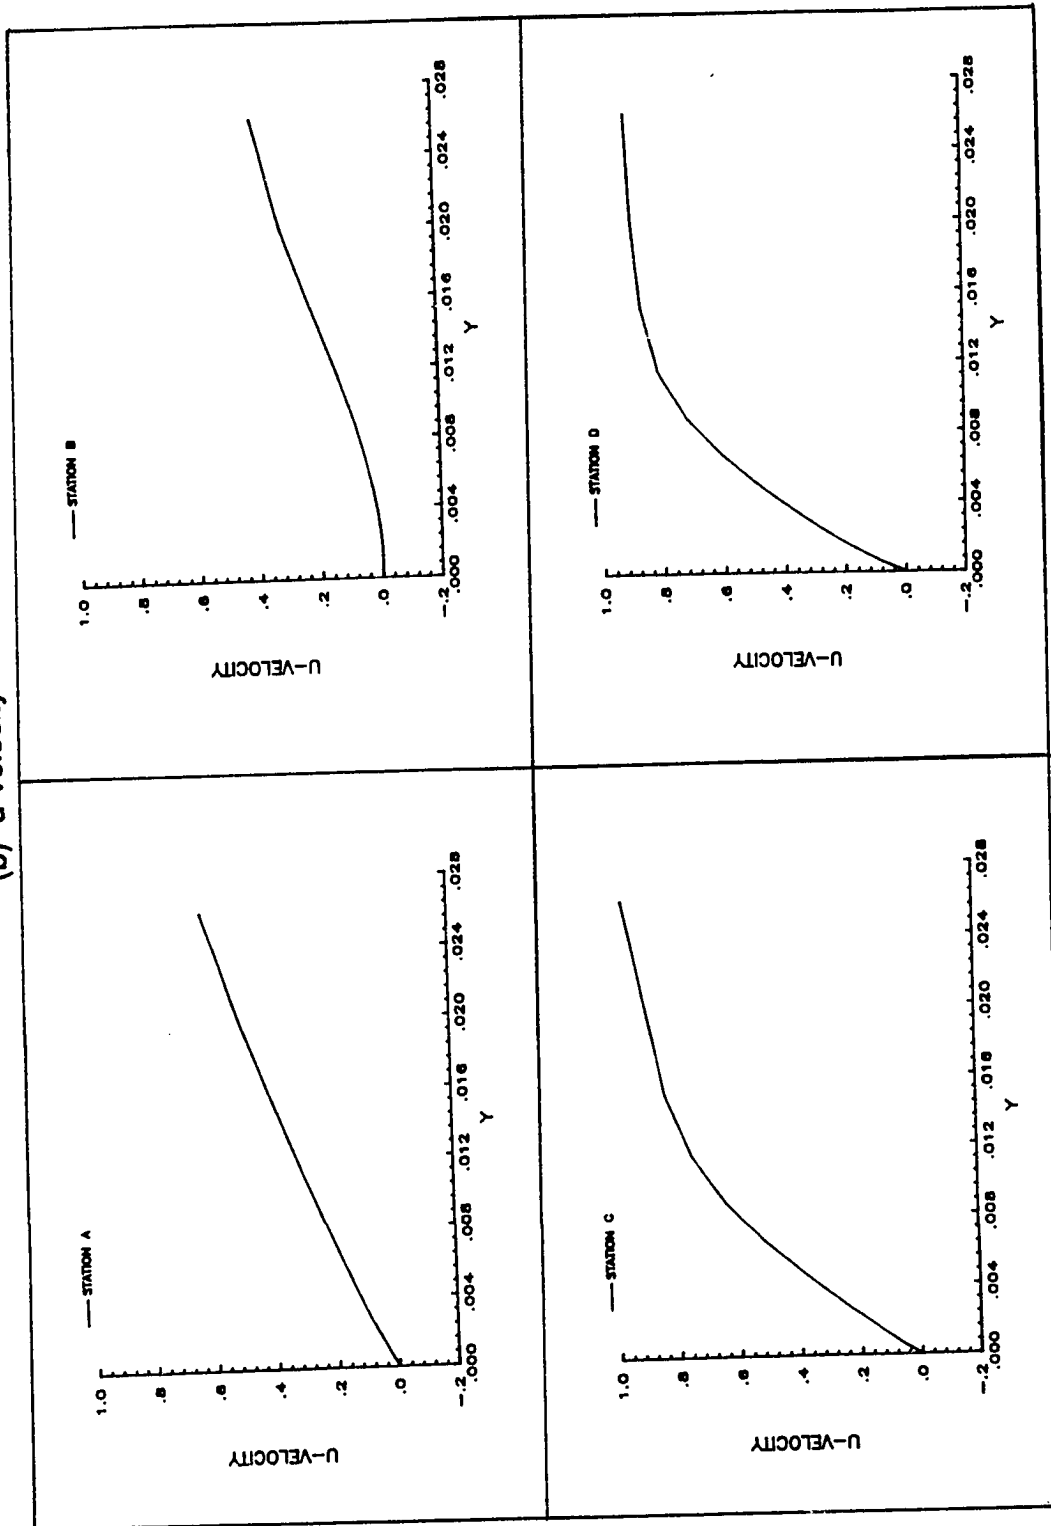 (b) u-velocity
STATION A
1.0
.8
.6
.4
.2
.0
-.2
U-VELOCITY
.000 .004 .008 .012 .016 .020 .024 .028
Y
STATION B
1.0
.8
.6
.4
.2
.0
-.2
U-VELOCITY
.000 .004 .008 .012 .016 .020 .024 .028
Y
STATION C
1.0
.8
.6
.4
.2
.0
-.2
U-VELOCITY
.000 .004 .008 .012 .016 .020 .024 .028
Y
STATION D
1.0
.8
.6
.4
.2
.0
-.2
U-VELOCITY
.000 .004 .008 .012 .016 .020 .024 .028
Y